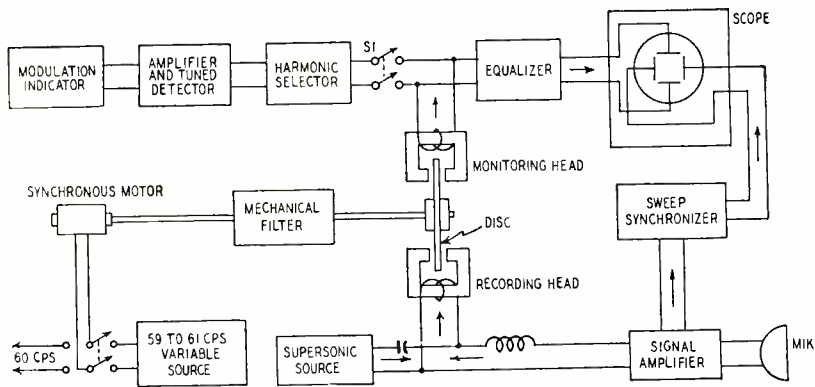 SCOPE
S1
MODULATION
INDICATOR
AMPLIFIER
AND TUNED
DETECTOR
HARMONIC
SELECTOR
EQUALIZER
MONITORING HEAD
SYNCHRONOUS MOTOR
MECHANICAL
FILTER
SWEEP
SYNCHRONIZER
DISC
RECORDING HEAD
60 CPS
59 TO 61 CPS
VARIABLE
SOURCE
SUPERSONIC
SOURCE
SIGNAL
AMPLIFIER
MIK